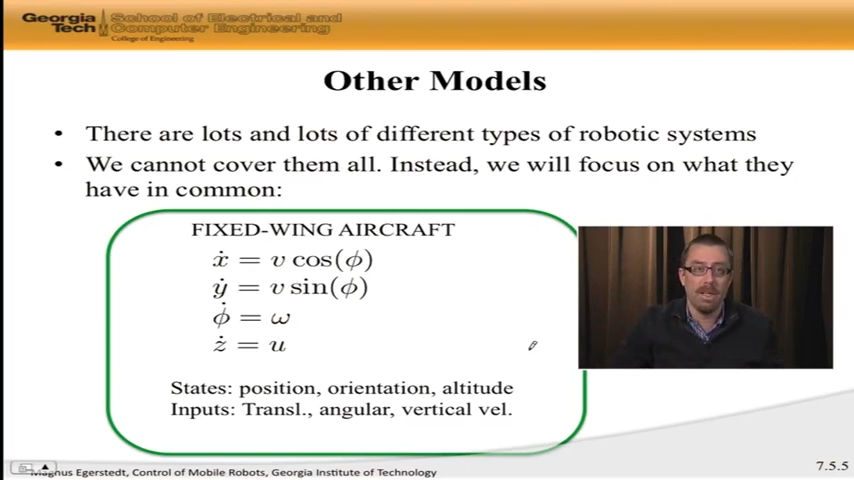 Georgia Tech
School of Electrical and Computer Engineering
College of Engineering
Other Models
• There are lots and lots of different types of robotic systems
• We cannot cover them all. Instead, we will focus on what they
have in common:
FIXED-WING AIRCRAFT
ẋ = v cos(ϕ)
ẏ = v sin(ϕ)
ϕ̇ = ω
ż = u
States: position, orientation, altitude
Inputs: Transl., angular, vertical vel.
Magnus Egerstedt, Control of Mobile Robots, Georgia Institute of Technology
7.5.5